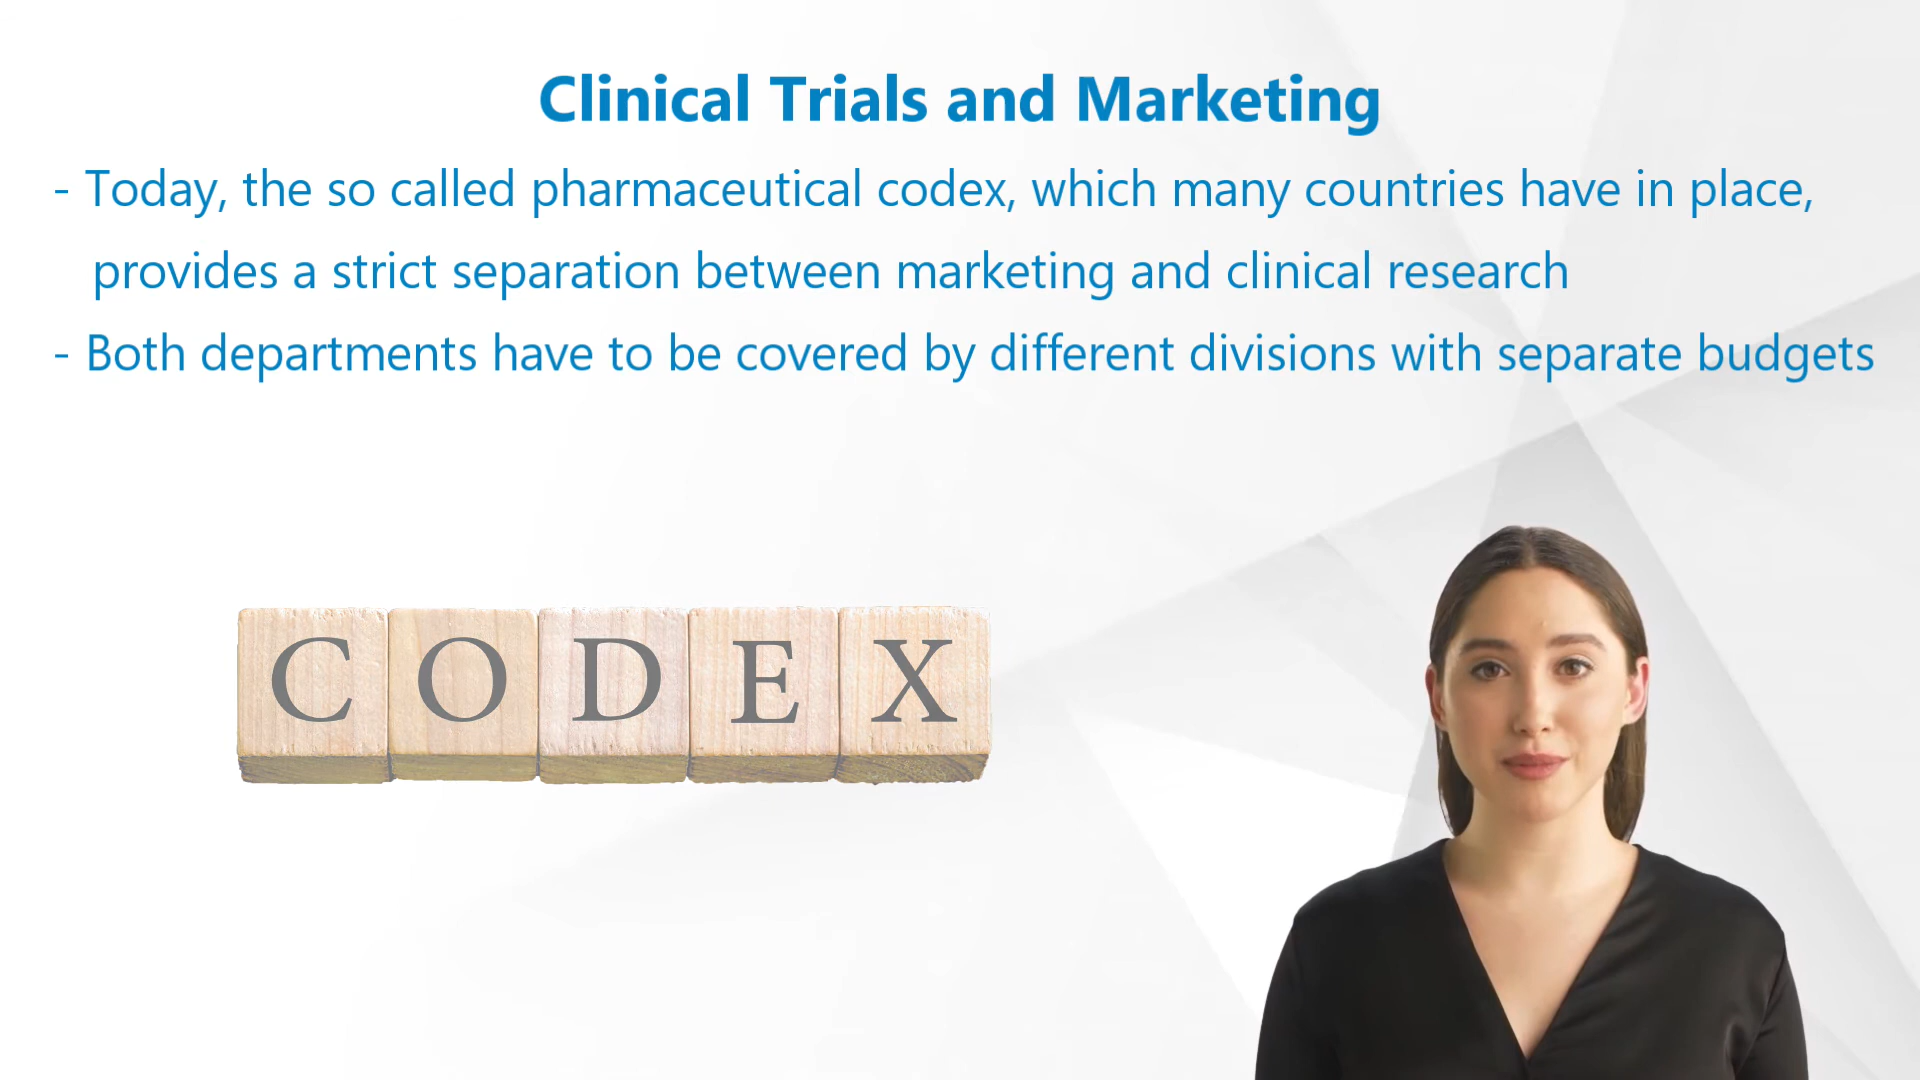 Clinical Trials and Marketing
- Today, the so called pharmaceutical codex, which many countries have in place,
provides a strict separation between marketing and clinical research
- Both departments have to be covered by different divisions with separate budgets
CODEX